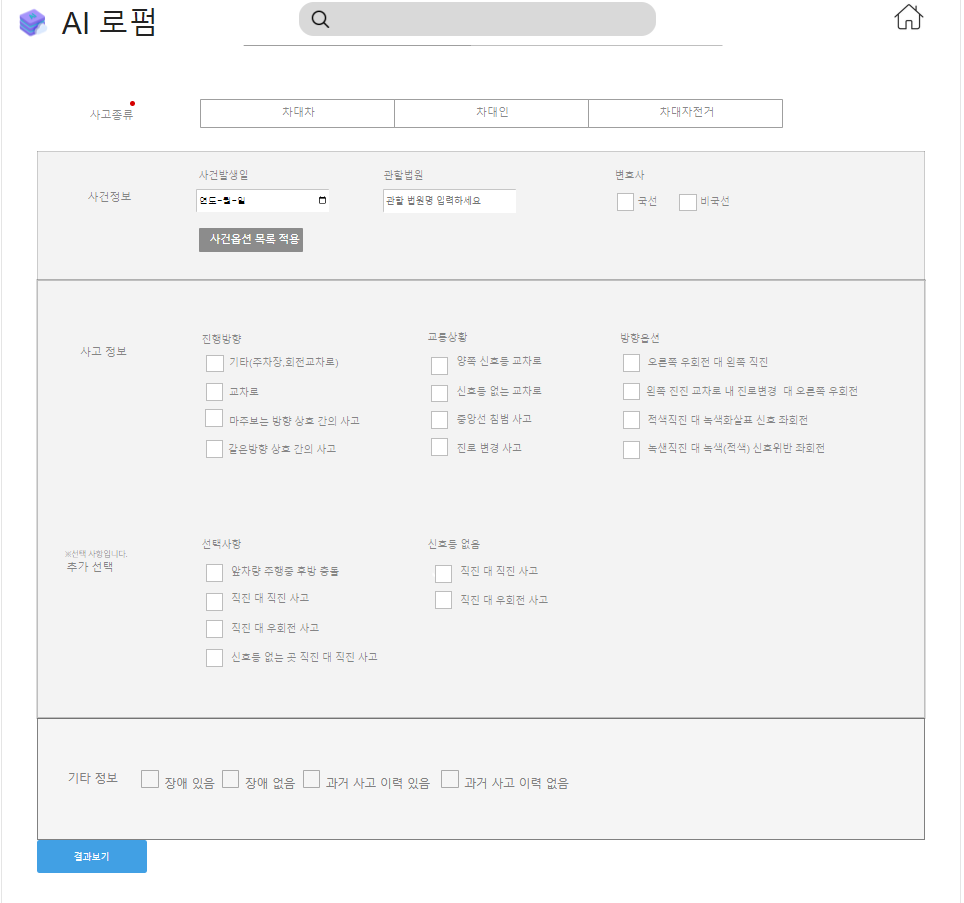 AI 로펌
사고종류
차대차 차대인 차대자전거
사건정보
사건발생일 관할법원 변호사
연도-월-일 관할 법원명 입력하세요 국선 비국선
사건옵션 목록 적용
사고 정보
진행방향 교통상황 방향옵션
기타(주차장,회전교차로) 양쪽 신호등 교차로 오른쪽 우회전 대 왼쪽 직진
교차로 신호등 없는 교차로 왼쪽 진진 교차로 내 진로변경 대 오른쪽 우회전
마주보는 방향 상호 간의 사고 중앙선 침범 사고 적색직진 대 녹색화살표 신호 좌회전
같은방향 상호 간의 사고 진로 변경 사고 녹색직진 대 녹색(적색) 신호위반 좌회전
※선택 사항입니다.
추가 선택
선택사항 신호등 없음
앞차량 주행중 후방 충돌 직진 대 직진 사고
직진 대 직진 사고 직진 대 우회전 사고
직진 대 우회전 사고
신호등 없는 곳 직진 대 직진 사고
기타 정보 장애 있음 장애 없음 과거 사고 이력 있음 과거 사고 이력 없음
결과보기